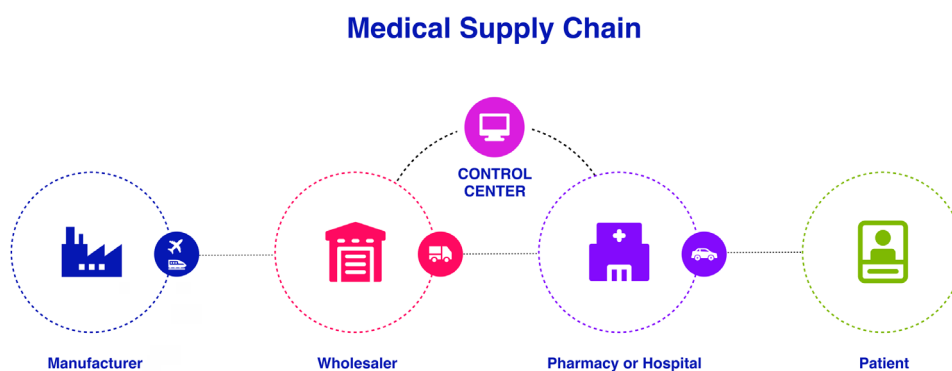 Medical Supply Chain
CONTROL
CENTER
Manufacturer
Wholesaler
Pharmacy or Hospital
Patient